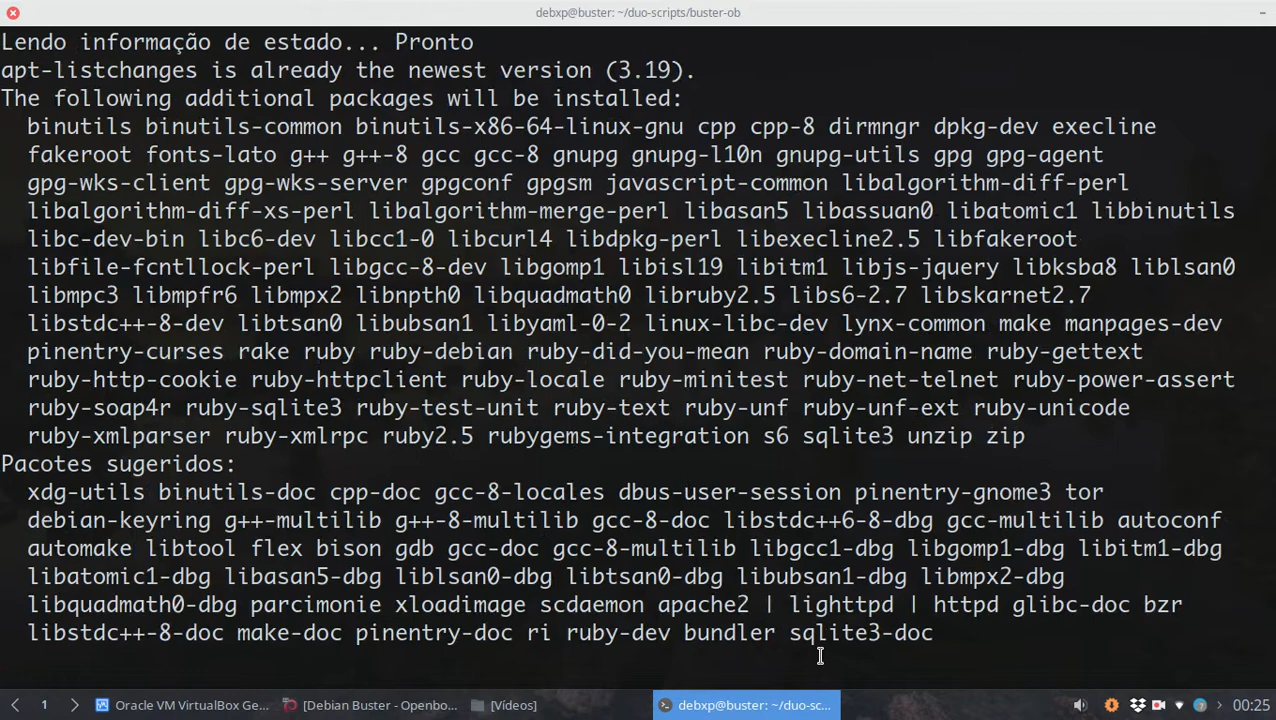 debxp@buster: ~/duo-scripts/buster-ob
Lendo informação de estado... Pronto
apt-listchanges is already the newest version (3.19).
The following additional packages will be installed:
binutils binutils-common binutils-x86-64-linux-gnu cpp cpp-8 dirmngr dpkg-dev execline
fakeroot fonts-lato g++ g++-8 gcc gcc-8 gnupg gnupg-l10n gnupg-utils gpg gpg-agent
gpg-wks-client gpg-wks-server gpgconf gpgsm javascript-common libalgorithm-diff-perl
libalgorithm-diff-xs-perl libalgorithm-merge-perl libasan5 libassuan0 libatomic1 libbinutils
libc-dev-bin libc6-dev libcc1-0 libcurl4 libdpkg-perl libexecline2.5 libfakeroot
libfile-fcntllock-perl libgcc-8-dev libgomp1 libisl19 libitm1 libjs-jquery libksba8 liblsan0
libmpc3 libmpfr6 libmpx2 libnpth0 libquadmath0 libruby2.5 libs6-2.7 libskarnet2.7
libstdc++-8-dev libtsan0 libubsan1 libyaml-0-2 linux-libc-dev lynx-common make manpages-dev
pinentry-curses rake ruby ruby-debian ruby-did-you-mean ruby-domain-name ruby-gettext
ruby-http-cookie ruby-httpclient ruby-locale ruby-minitest ruby-net-telnet ruby-power-assert
ruby-soap4r ruby-sqlite3 ruby-test-unit ruby-text ruby-unf ruby-unf-ext ruby-unicode
ruby-xmlparser ruby-xmlrpc ruby2.5 rubygems-integration s6 sqlite3 unzip zip
Pacotes sugeridos:
xdg-utils binutils-doc cpp-doc gcc-8-locales dbus-user-session pinentry-gnome3 tor
debian-keyring g++-multilib g++-8-multilib gcc-8-doc libstdc++6-8-dbg gcc-multilib autoconf
automake libtool flex bison gdb gcc-doc gcc-8-multilib libgcc1-dbg libgomp1-dbg libitm1-dbg
libatomic1-dbg libasan5-dbg liblsan0-dbg libtsan0-dbg libubsan1-dbg libmpx2-dbg
libquadmath0-dbg parcimonie xloadimage scdaemon apache2 | lighttpd | httpd glibc-doc bzr
libstdc++-8-doc make-doc pinentry-doc ri ruby-dev bundler sqlite3-doc
1 Oracle VM VirtualBox Ge... [Debian Buster - Openbo... [Vídeos] debxp@buster: ~/duo-sc... 00:25